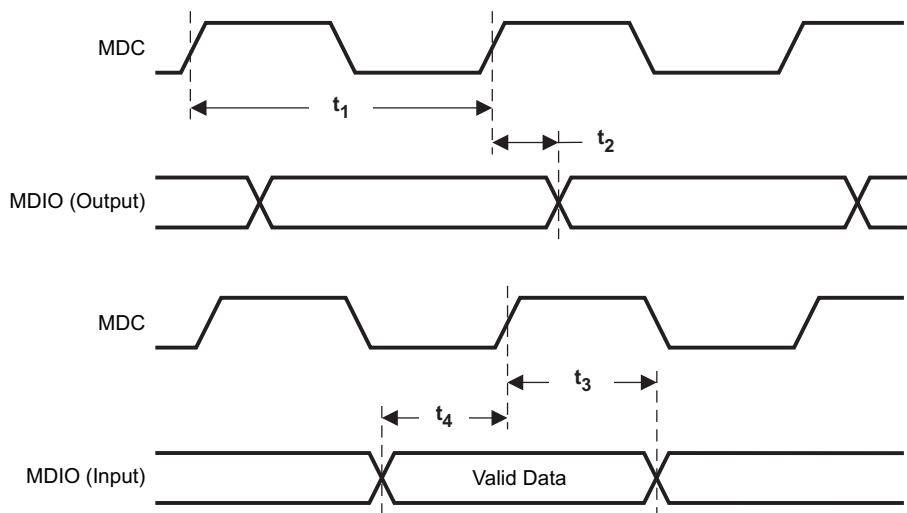 MDC
t1
t2
MDIO (Output)
MDC
t3
t4
MDIO (Input)
Valid Data